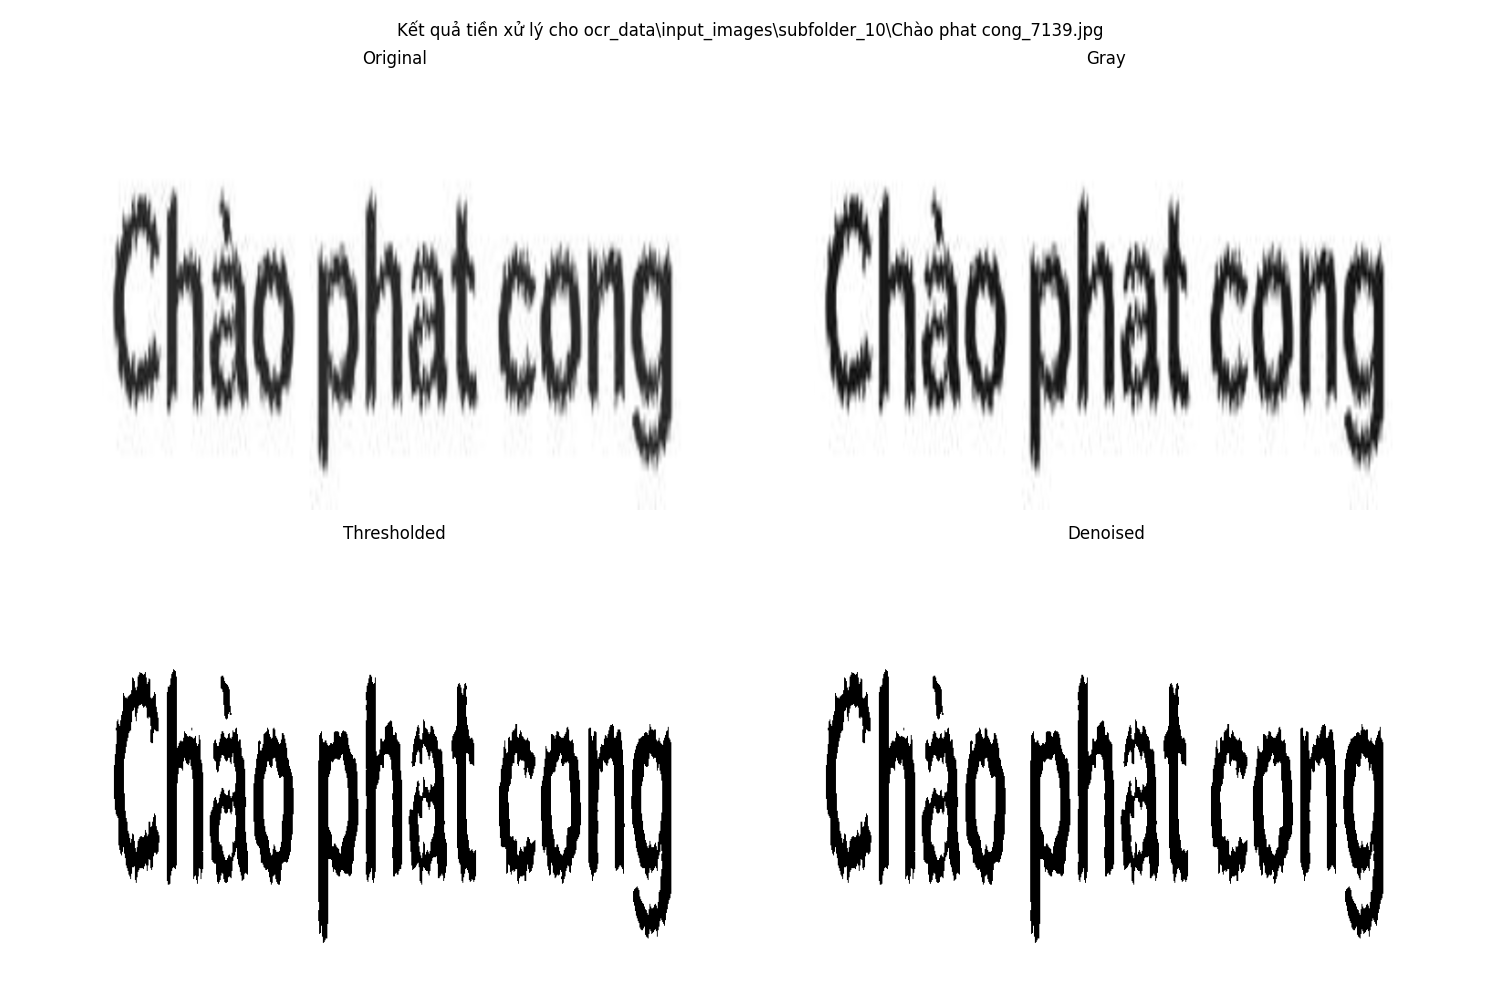 Kết quả tiền xử lý cho ocr_data\input_images\subfolder_10\Chào phat cong_7139.jpg
Original
Gray
Chào phat cong
Chào phat cong
Thresholded
Denoised
Chào phat cong
Chào phat cong